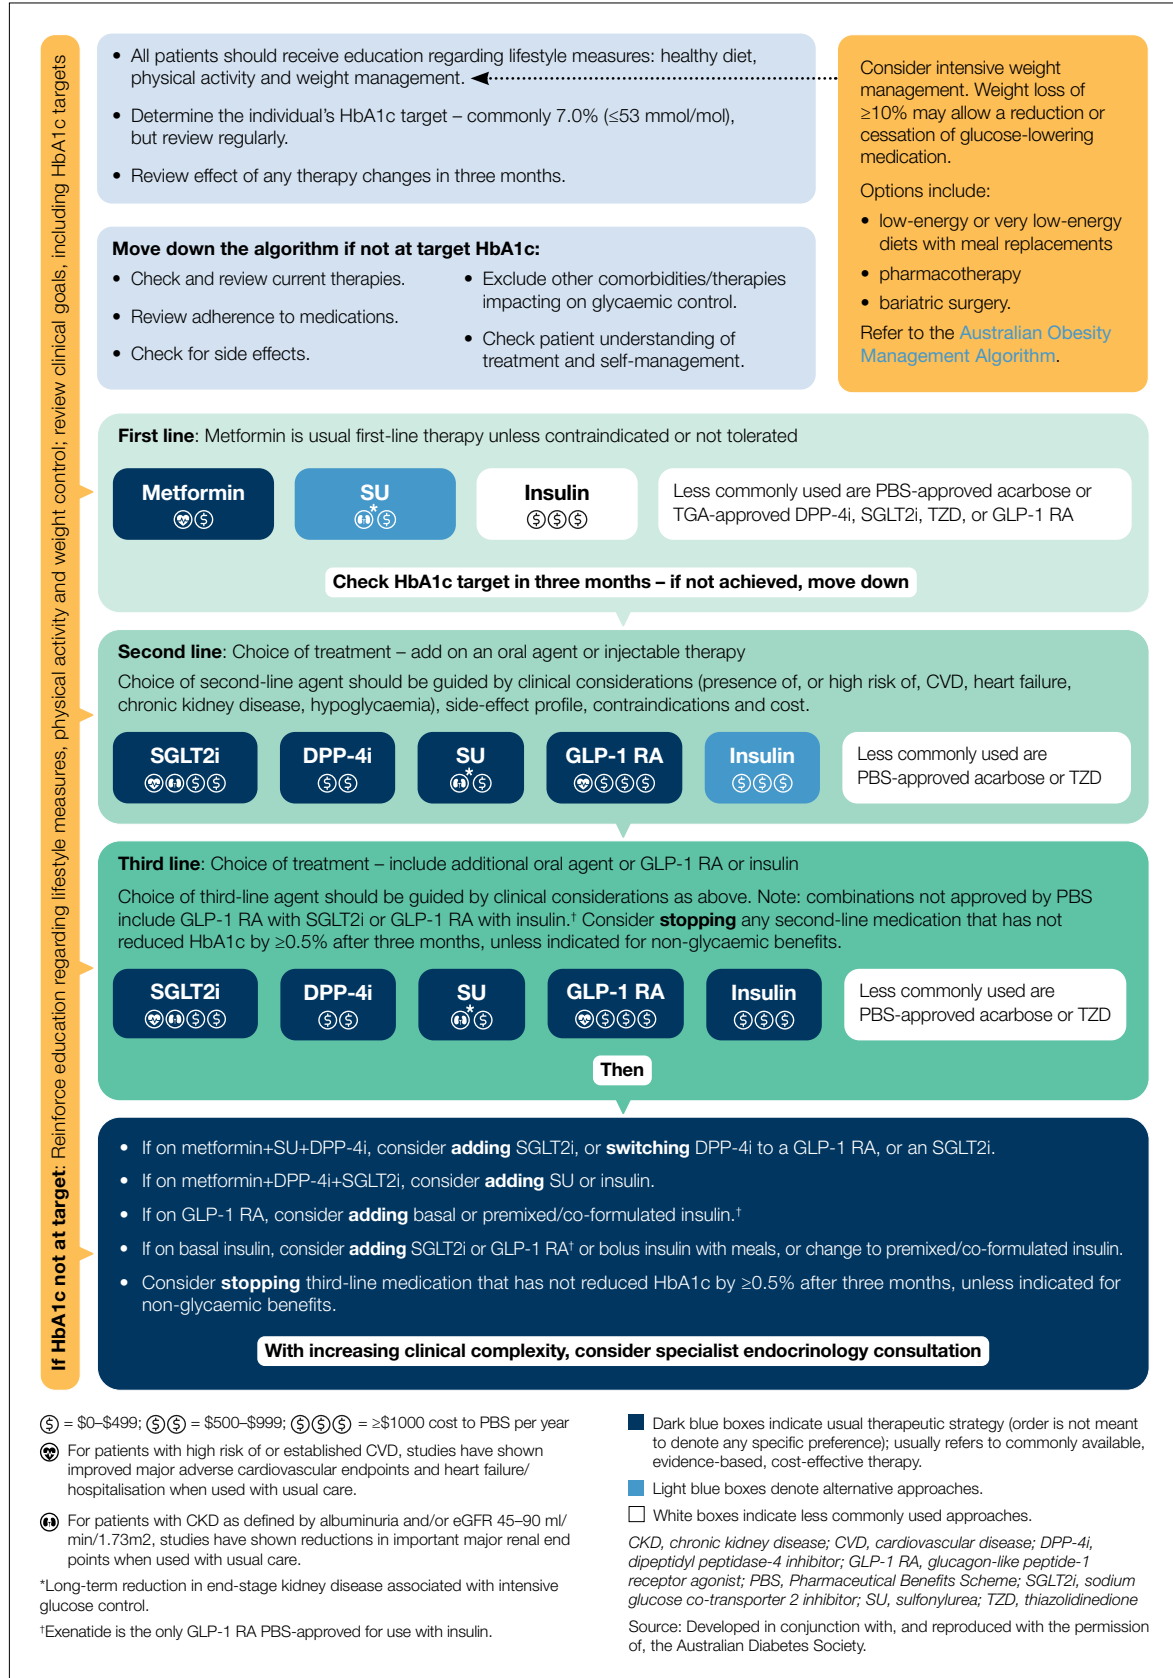 If HbA1c not at target: Reinforce education regarding lifestyle measures, physical activity and weight control; review clinical goals, including HbA1c targets
• All patients should receive education regarding lifestyle measures: healthy diet,
physical activity and weight management.
• Determine the individual's HbA1c target – commonly 7.0% (≤53 mmol/mol),
but review regularly.
• Review effect of any therapy changes in three months.
Consider intensive weight
management. Weight loss of
≥10% may allow a reduction or
cessation of glucose-lowering
medication.
Options include:
• low-energy or very low-energy
diets with meal replacements
• pharmacotherapy
• bariatric surgery.
Refer to the Australian Obesity
Management Algorithm.
Move down the algorithm if not at target HbA1c:
• Check and review current therapies.
• Review adherence to medications.
• Check for side effects.
• Exclude other comorbidities/therapies
impacting on glycaemic control.
• Check patient understanding of
treatment and self-management.
First line: Metformin is usual first-line therapy unless contraindicated or not tolerated
Metformin
$
SU
* $
Insulin
$ $ $
Less commonly used are PBS-approved acarbose or
TGA-approved DPP-4i, SGLT2i, TZD, or GLP-1 RA
Check HbA1c target in three months – if not achieved, move down
Second line: Choice of treatment – add on an oral agent or injectable therapy
Choice of second-line agent should be guided by clinical considerations (presence of, or high risk of, CVD, heart failure,
chronic kidney disease, hypoglycaemia), side-effect profile, contraindications and cost.
SGLT2i
$ $
DPP-4i
$ $
SU
* $
GLP-1 RA
$ $ $
Insulin
$ $ $
Less commonly used are
PBS-approved acarbose or TZD
Third line: Choice of treatment – include additional oral agent or GLP-1 RA or insulin
Choice of third-line agent should be guided by clinical considerations as above. Note: combinations not approved by PBS
include GLP-1 RA with SGLT2i or GLP-1 RA with insulin.† Consider stopping any second-line medication that has not
reduced HbA1c by ≥0.5% after three months, unless indicated for non-glycaemic benefits.
SGLT2i
$ $
DPP-4i
$ $
SU
* $
GLP-1 RA
$ $ $
Insulin
$ $ $
Less commonly used are
PBS-approved acarbose or TZD
Then
• If on metformin+SU+DPP-4i, consider adding SGLT2i, or switching DPP-4i to a GLP-1 RA, or an SGLT2i.
• If on metformin+DPP-4i+SGLT2i, consider adding SU or insulin.
• If on GLP-1 RA, consider adding basal or premixed/co-formulated insulin.†
• If on basal insulin, consider adding SGLT2i or GLP-1 RA† or bolus insulin with meals, or change to premixed/co-formulated insulin.
• Consider stopping third-line medication that has not reduced HbA1c by ≥0.5% after three months, unless indicated for
non-glycaemic benefits.
With increasing clinical complexity, consider specialist endocrinology consultation
$ = $0–$499; $ $ = $500–$999; $ $ $ = ≥$1000 cost to PBS per year
For patients with high risk of or established CVD, studies have shown
improved major adverse cardiovascular endpoints and heart failure/
hospitalisation when used with usual care.
For patients with CKD as defined by albuminuria and/or eGFR 45–90 ml/
min/1.73m2, studies have shown reductions in important major renal end
points when used with usual care.
*Long-term reduction in end-stage kidney disease associated with intensive
glucose control.
†Exenatide is the only GLP-1 RA PBS-approved for use with insulin.
Dark blue boxes indicate usual therapeutic strategy (order is not meant
to denote any specific preference); usually refers to commonly available,
evidence-based, cost-effective therapy.
Light blue boxes denote alternative approaches.
White boxes indicate less commonly used approaches.
CKD, chronic kidney disease; CVD, cardiovascular disease; DPP-4i,
dipeptidyl peptidase-4 inhibitor; GLP-1 RA, glucagon-like peptide-1
receptor agonist; PBS, Pharmaceutical Benefits Scheme; SGLT2i, sodium
glucose co-transporter 2 inhibitor; SU, sulfonylurea; TZD, thiazolidinedione
Source: Developed in conjunction with, and reproduced with the permission
of, the Australian Diabetes Society.